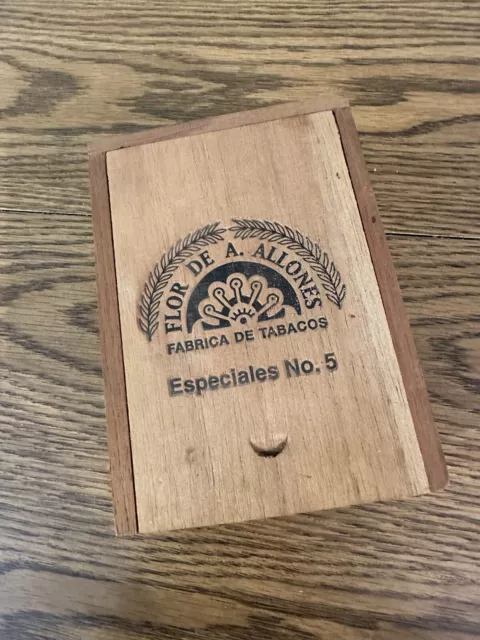 FLOR DE A. ALLONES
FABRICA DE TABACOS
Especiales No. 5